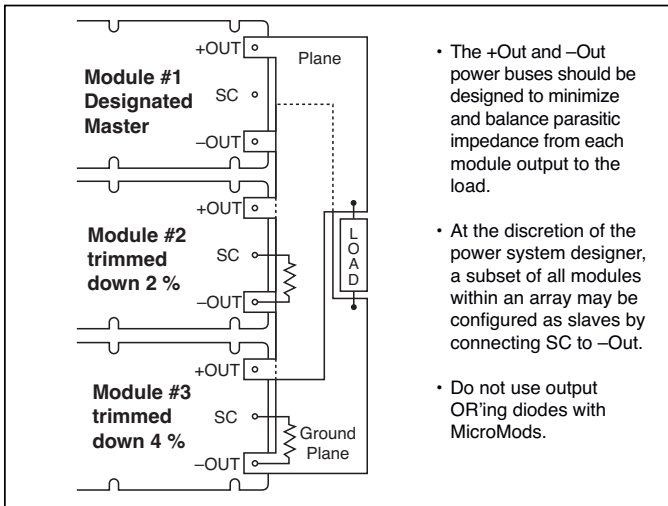 +OUT
Plane
Module #1
Designated
Master
SC
–OUT
+OUT
Module #2
trimmed
down 2 %
SC
–OUT
LOAD
+OUT
Module #3
trimmed
down 4 %
SC
Ground
Plane
–OUT
• The +Out and –Out
power buses should be
designed to minimize
and balance parasitic
impedance from each
module output to the
load.
• At the discretion of the
power system designer,
a subset of all modules
within an array may be
configured as slaves by
connecting SC to –Out.
• Do not use output
OR'ing diodes with
MicroMods.